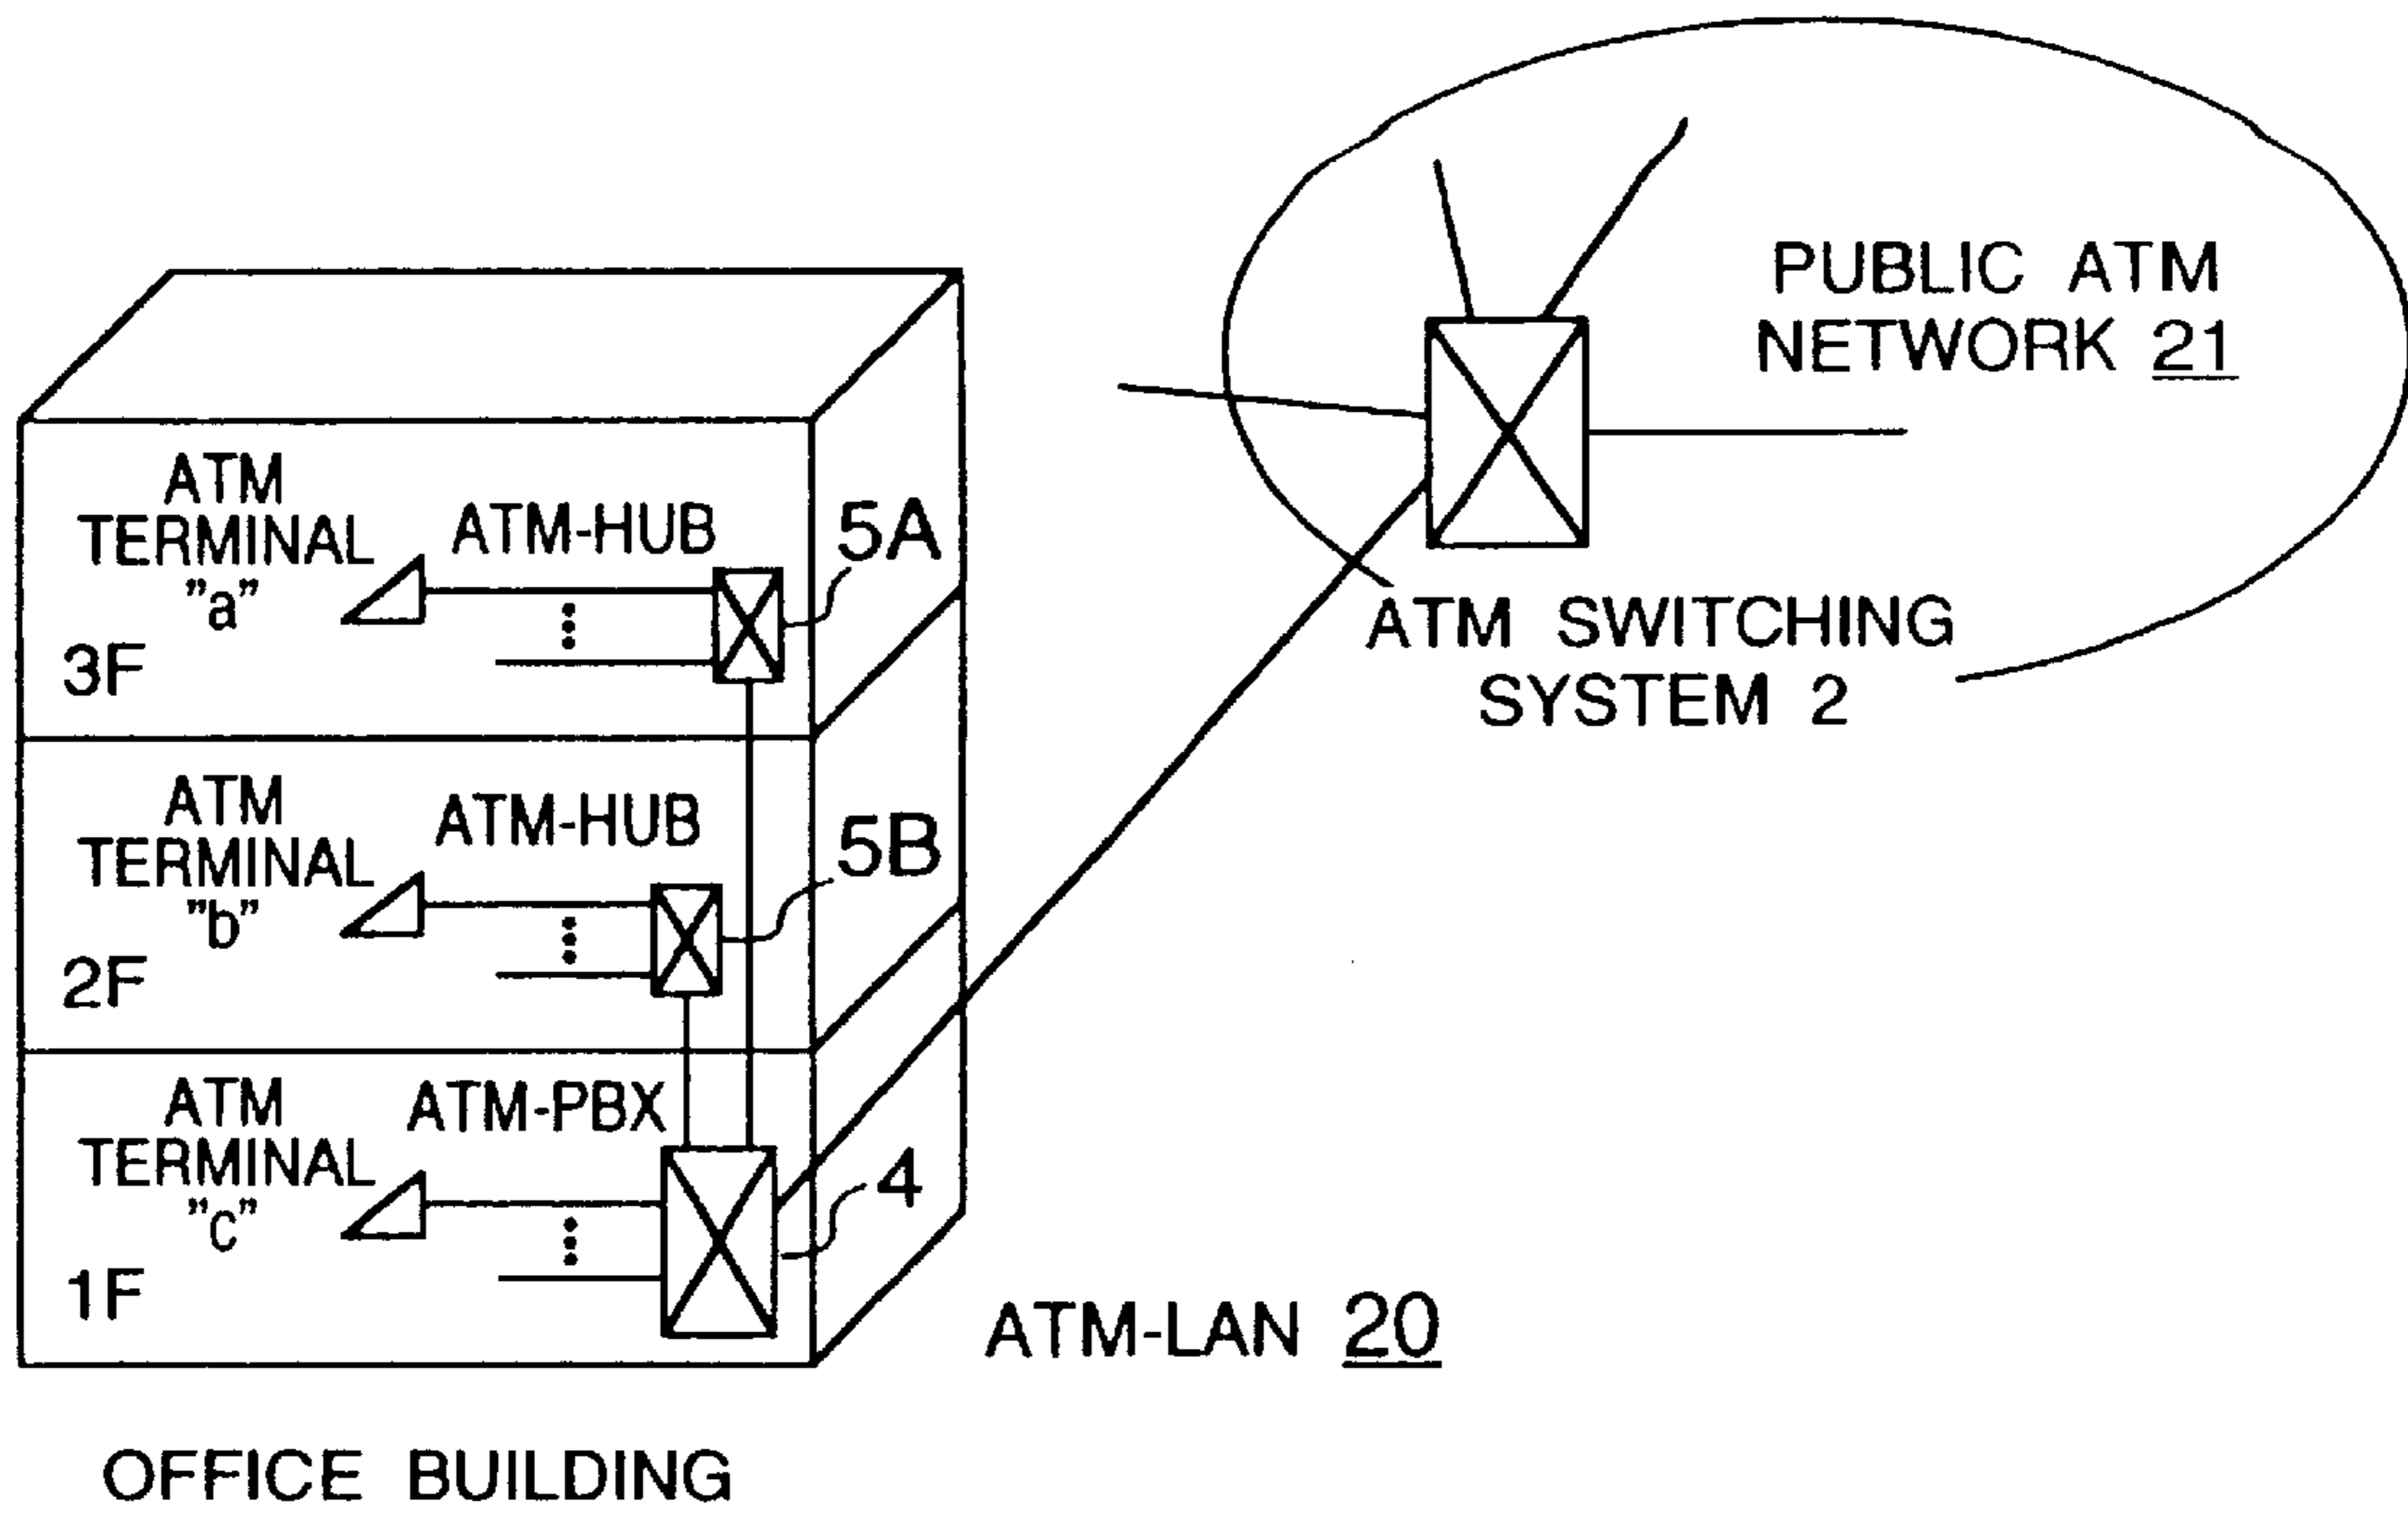 PUBLIC ATM
NETWORK 21
ATM SWITCHING
SYSTEM 2
ATM
TERMINAL
"a"
ATM-HUB
5A
3F
ATM
TERMINAL
"b"
ATM-HUB
5B
2F
ATM
TERMINAL
"c"
ATM-PBX
4
1F
ATM-LAN 20
OFFICE BUILDING